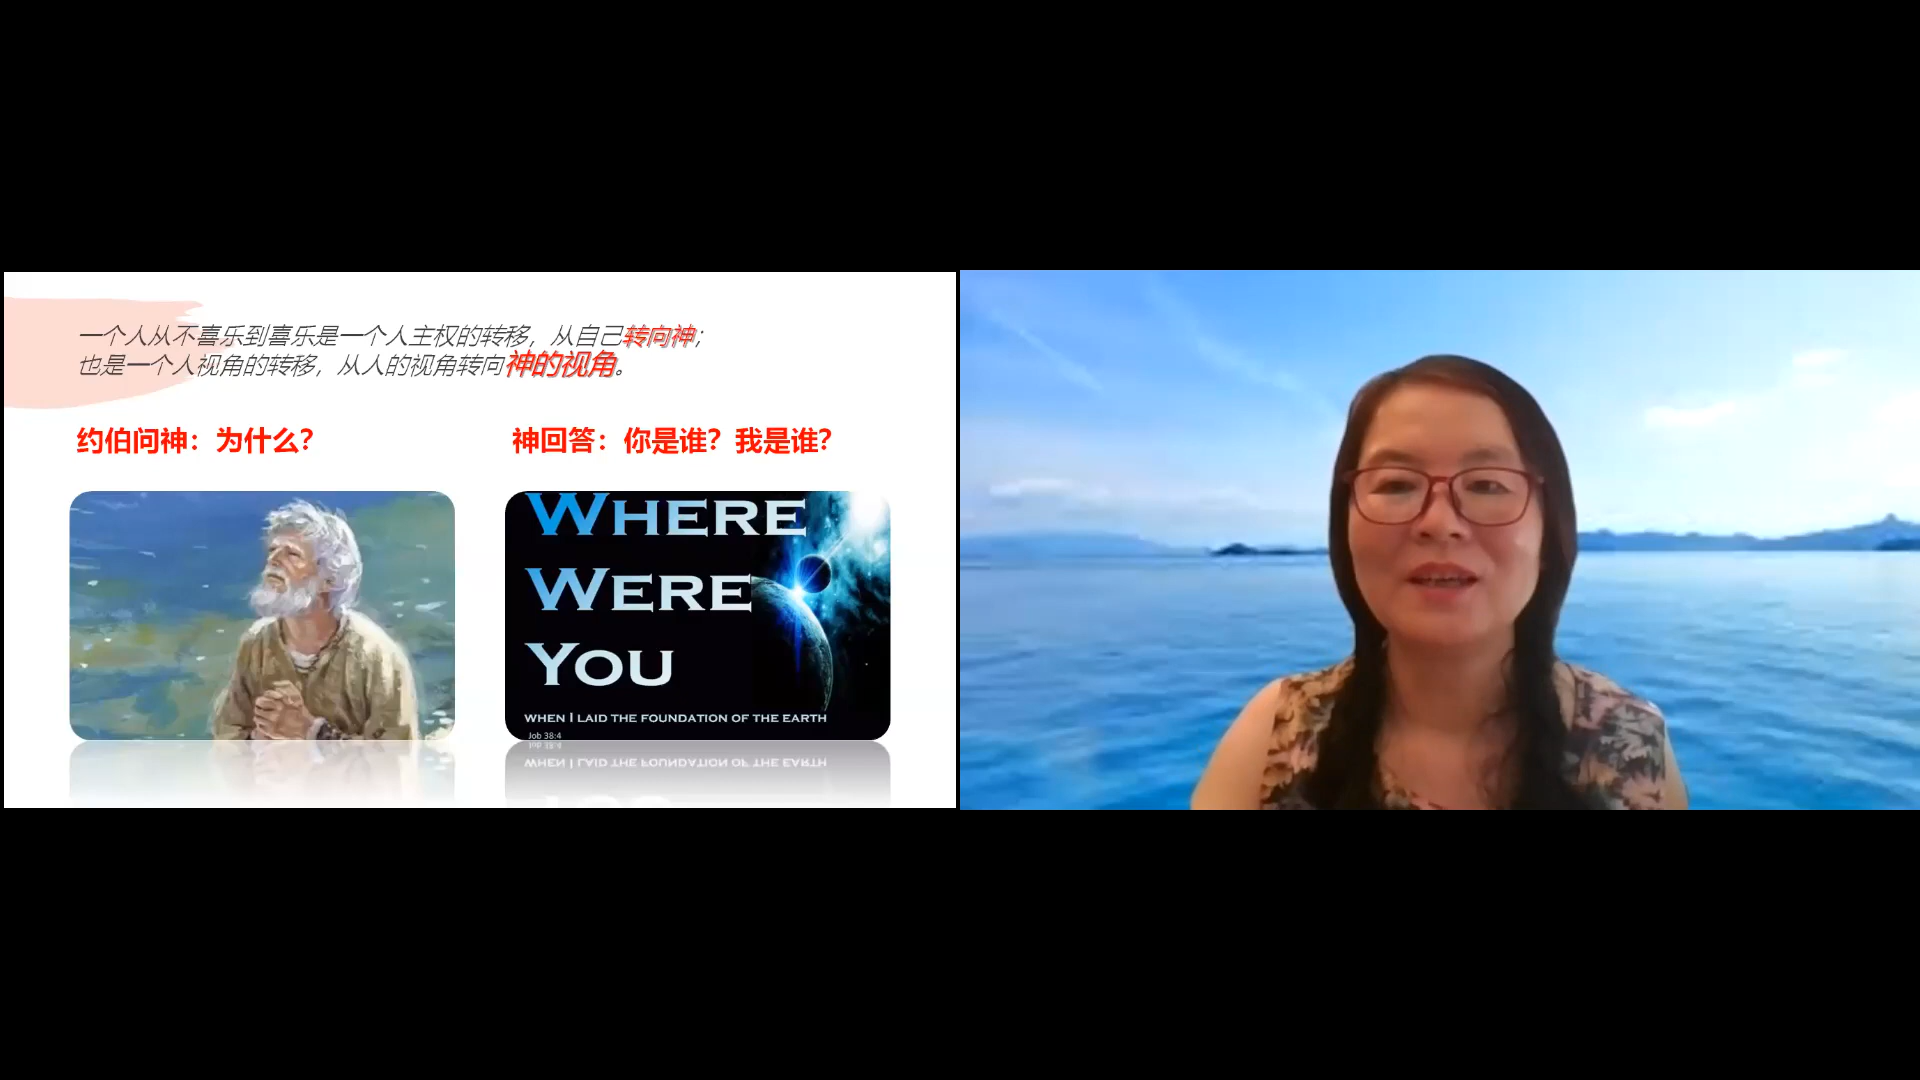 一个人从不喜乐到喜乐是一个人主权的转移，从自己转向神；
也是一个人视角的转移，从人的视角转向神的视角。
约伯问神：为什么？
神回答：你是谁？我是谁？
WHERE
WERE
YOU
WHEN I LAID THE FOUNDATION OF THE EARTH
Job 38:4